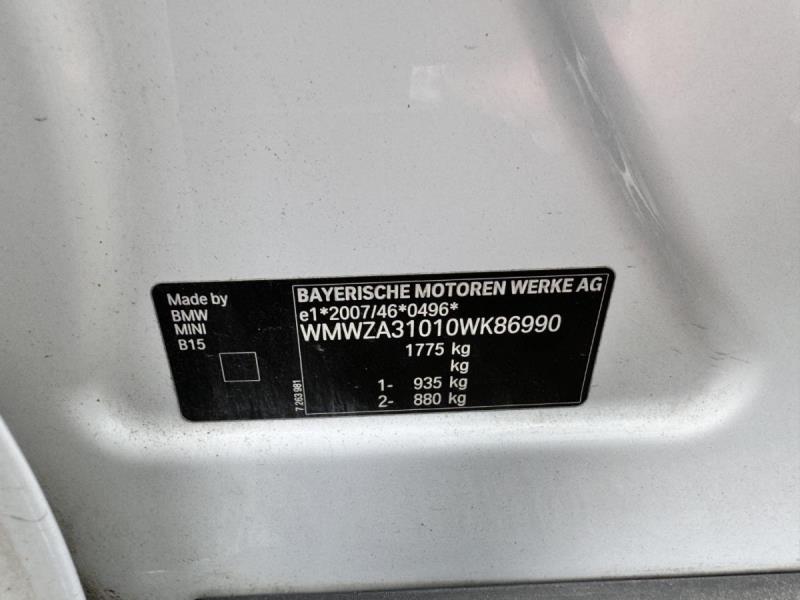 Made by
BMW
MINI
B15
7 263 981
BAYERISCHE MOTOREN WERKE AG
e1*2007/46*0496*
WMWZA31010WK86990
1775 kg
kg
1- 935 kg
2- 880 kg